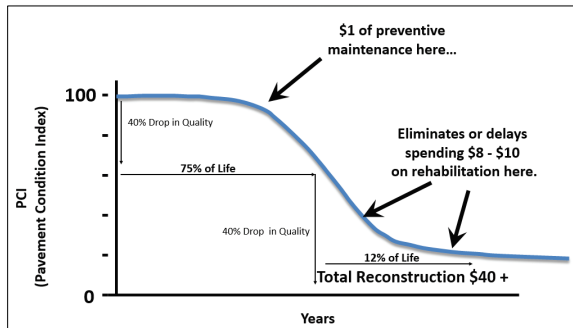 $1 of preventive
maintenance here…
100
40% Drop in Quality
Eliminates or delays
spending $8 - $10
on rehabilitation here.
75% of Life
PCI
(Pavement Condition Index)
40% Drop in Quality
12% of Life
Total Reconstruction $40 +
0
Years